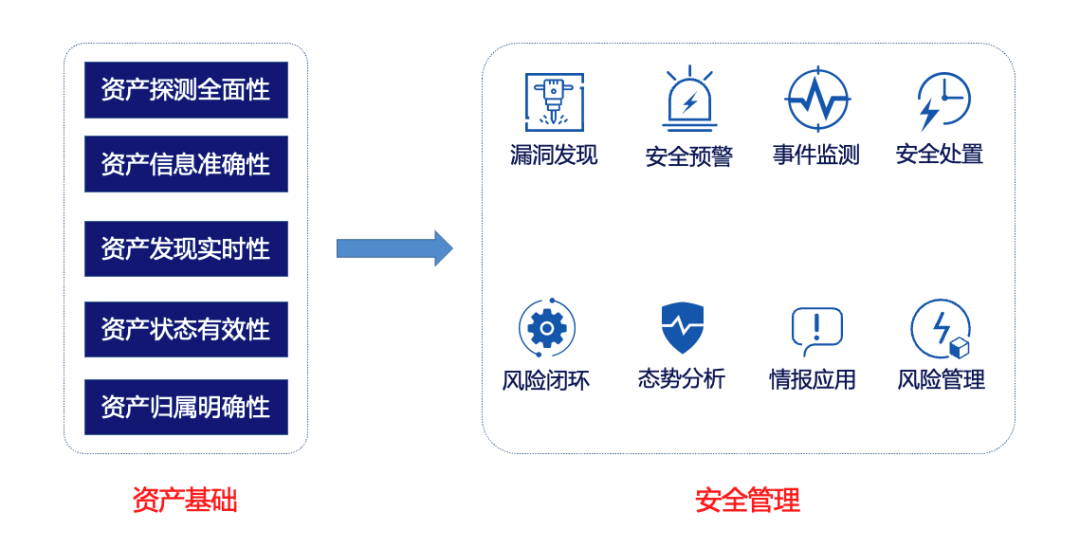 资产探测全面性
资产信息准确性
资产发现实时性
资产状态有效性
资产归属明确性
资产基础
漏洞发现
安全预警
事件监测
安全处置
风险闭环
态势分析
情报应用
风险管理
安全管理